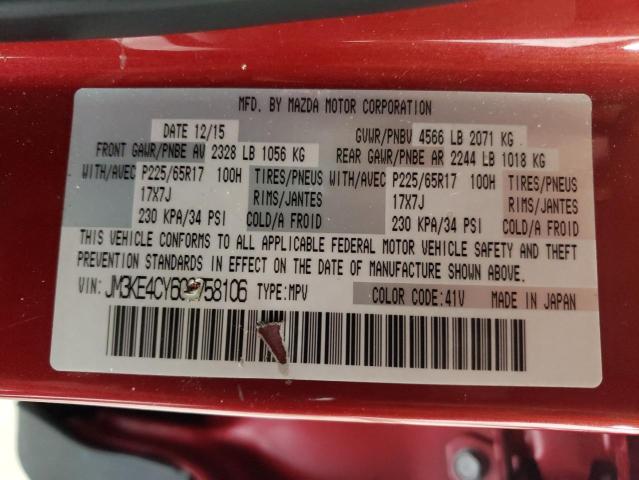 MFD. BY MAZDA MOTOR CORPORATION
DATE 12/15 GVWR/PNBV 4566 LB 2071 KG
FRONT GAWR/PNBE AV 2328 LB 1056 KG REAR GAWR/PNBE AR 2244 LB 1018 KG
WITH/AVEC P225/65R17 100H TIRES/PNEUS WITH/AVEC P225/65R17 100H TIRES/PNEUS
17X7J RIMS/JANTES 17X7J RIMS/JANTES
230 KPA/34 PSI COLD/A FROID 230 KPA/34 PSI COLD/A FROID
THIS VEHICLE CONFORMS TO ALL APPLICABLE FEDERAL MOTOR VEHICLE SAFETY AND THEFT
PREVENTION STANDARDS IN EFFECT ON THE DATE OF MANUFACTURE SHOWN ABOVE.
VIN: TYPE:MPV COLOR CODE:41V MADE IN JAPAN